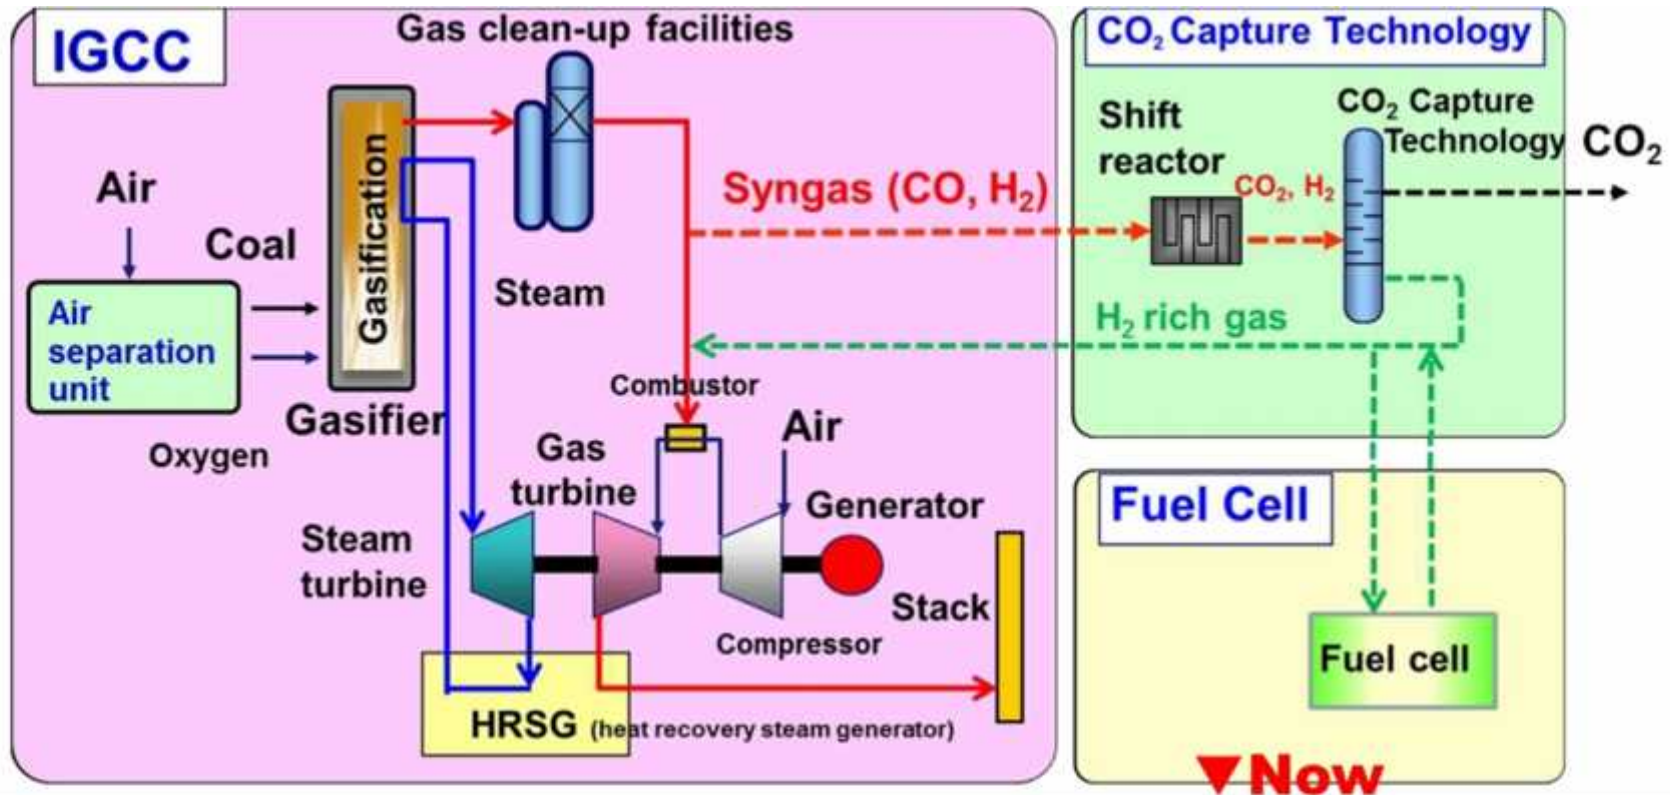 IGCC
Gas clean-up facilities
Air
Coal
Gasification
Air
separation
unit
Gasifier
Oxygen
Steam
Syngas (CO, H₂)
Combustor
Gas
turbine
Air
Generator
Steam
turbine
Stack
Compressor
HRSG (heat recovery steam generator)
CO₂ Capture Technology
Shift
reactor
CO₂ Capture
Technology
CO₂
CO₂, H₂
H₂ rich gas
Fuel Cell
Fuel cell
▼Now